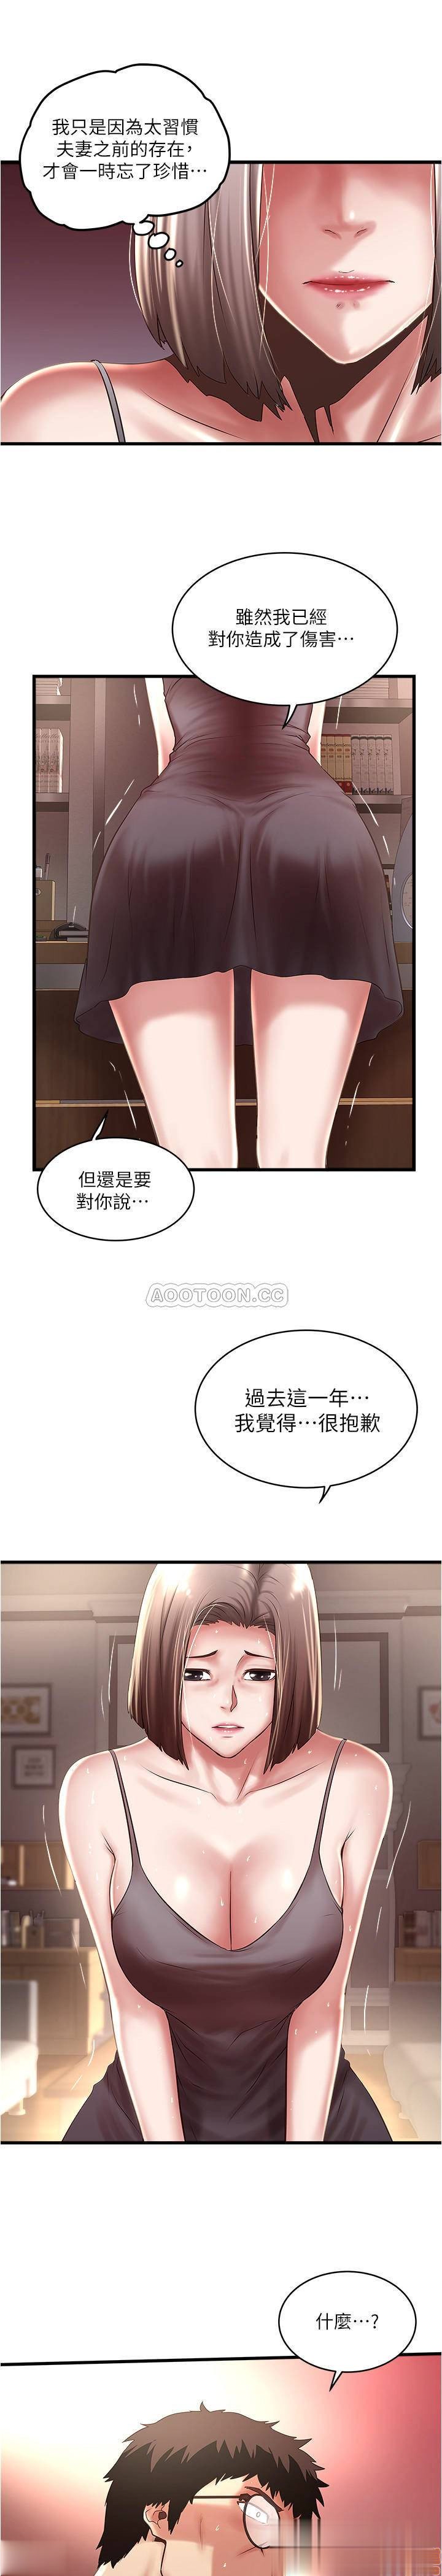 我只是因為太習慣
夫妻之前的存在，
才會一時忘了珍惜⋯
雖然我已經
對你造成了傷害⋯
但還是要
對你說⋯
AOOTOON.CC
過去這一年⋯
我覺得⋯很抱歉
什麼⋯?